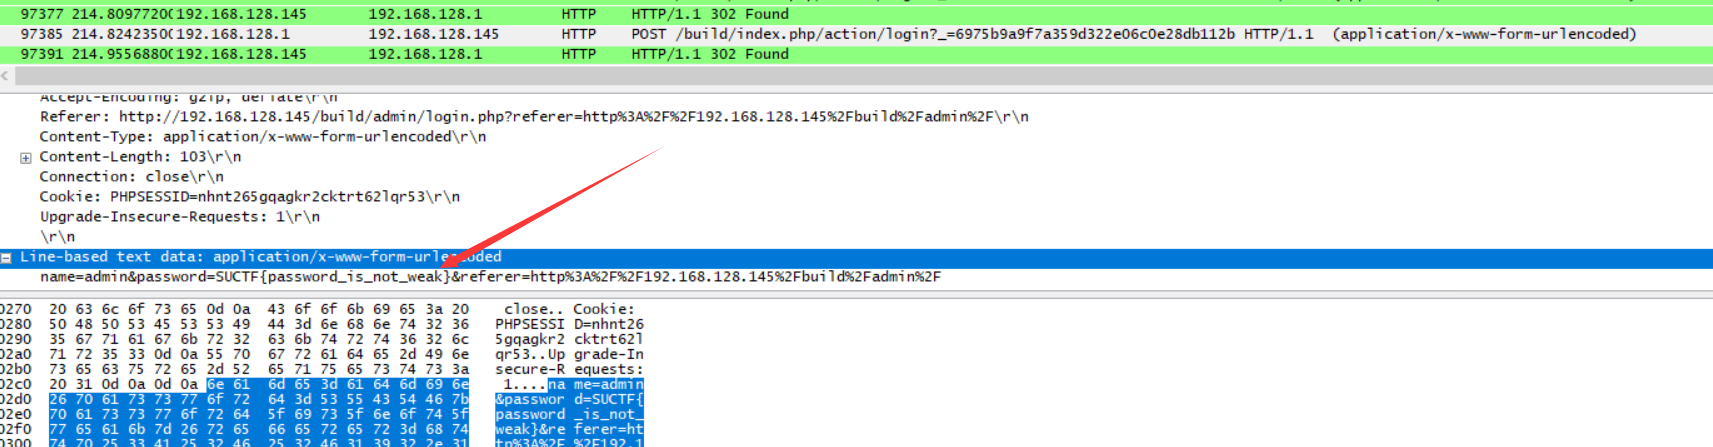 97377 214.80977200 192.168.128.145 192.168.128.1 HTTP HTTP/1.1 302 Found
97385 214.82423500 192.168.128.1 192.168.128.145 HTTP POST /build/index.php/action/login?_=6975b9a9f7a359d322e06c0e28db112b HTTP/1.1 (application/x-www-form-urlencoded)
97391 214.95568800 192.168.128.145 192.168.128.1 HTTP HTTP/1.1 302 Found
Accept-Encoding: gzip, deflate\r\n
Referer: http://192.168.128.145/build/admin/login.php?referer=http%3A%2F%2F192.168.128.145%2Fbuild%2Fadmin%2F\r\n
Content-Type: application/x-www-form-urlencoded\r\n
Content-Length: 103\r\n
Connection: close\r\n
Cookie: PHPSESSID=nhnt265gqagkr2cktrt62lqr53\r\n
Upgrade-Insecure-Requests: 1\r\n
\r\n
Line-based text data: application/x-www-form-urlencoded
name=admin&password=SUCTF{password_is_not_weak}&referer=http%3A%2F%2F192.168.128.145%2Fbuild%2Fadmin%2F
0270 20 63 6c 6f 73 65 0d 0a 43 6f 6f 6b 69 65 3a 20 close.. Cookie:
0280 50 48 50 53 45 53 53 49 44 3d 6e 68 6e 74 32 36 PHPSESSI D=nhnt26
0290 35 67 71 61 67 6b 72 32 63 6b 74 72 74 36 32 6c 5gqagkr2 cktrt62l
02a0 71 72 35 33 0d 0a 55 70 67 72 61 64 65 2d 49 6e qr53..Up grade-In
02b0 73 65 63 75 72 65 2d 52 65 71 75 65 73 74 73 3a secure-R equests:
02c0 20 31 0d 0a 0d 0a 6e 61 6d 65 3d 61 64 6d 69 6e 1....na me=admin
02d0 26 70 61 73 73 77 6f 72 64 3d 53 55 43 54 46 7b &passwor d=SUCTF{
02e0 70 61 73 73 77 6f 72 64 5f 69 73 5f 6e 6f 74 5f password _is_not_
02f0 77 65 61 6b 7d 26 72 65 66 65 72 65 72 3d 68 74 weak}&re ferer=ht
0300 74 70 25 33 41 25 32 46 25 32 46 31 39 32 2e 31 tp%3A%2F %2F192.1